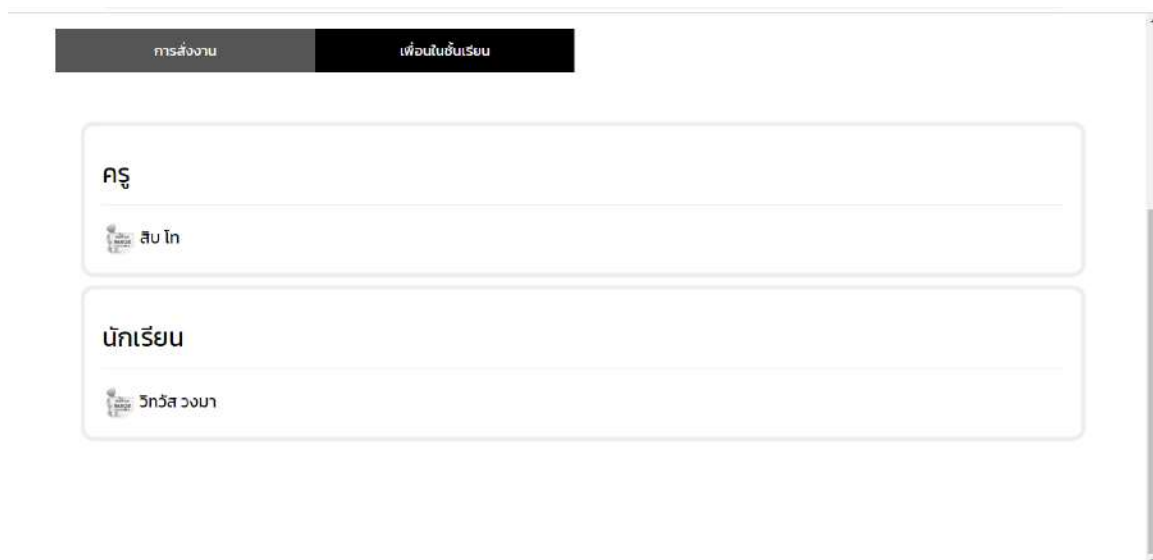 การส่งงาน
เพื่อนในชั้นเรียน
ครู
สิบ โท
นักเรียน
วิทวัส วงมา